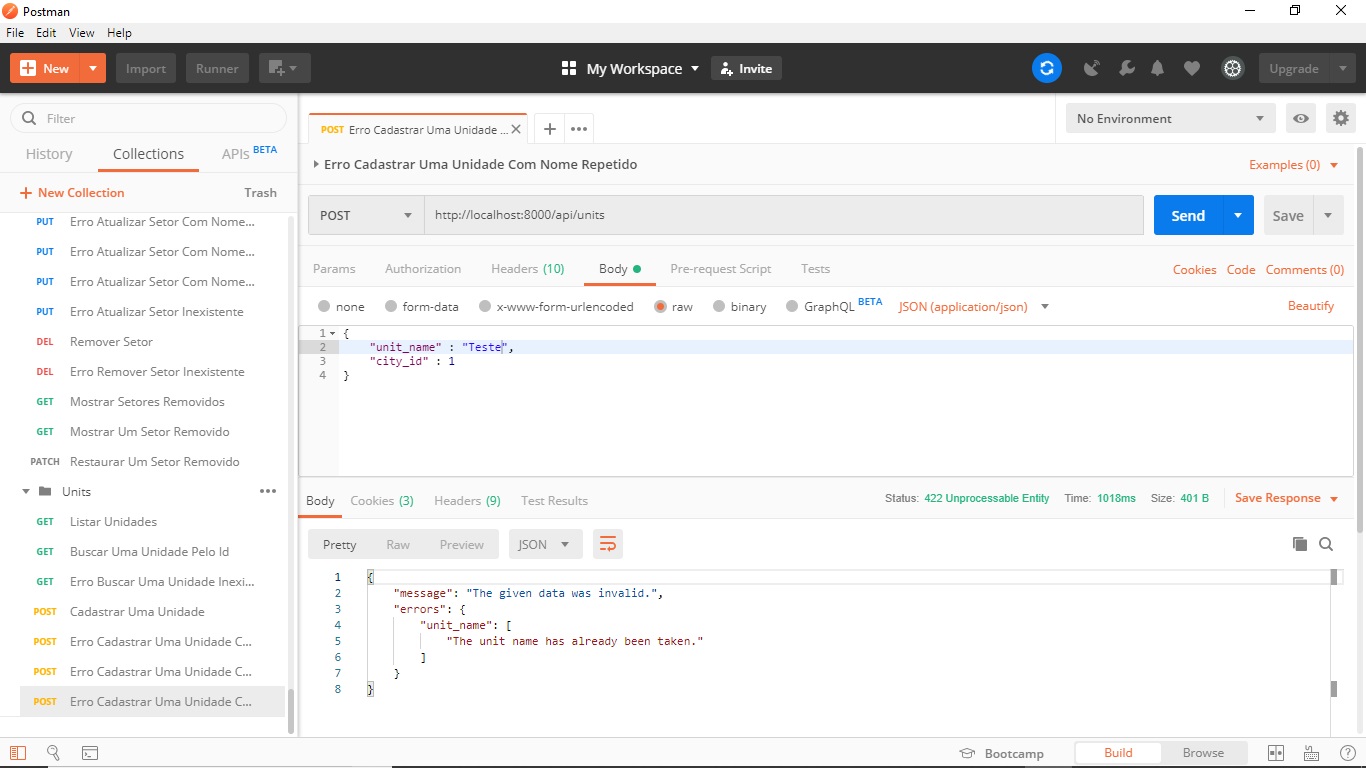 Postman
File Edit View Help
New Import Runner My Workspace Invite Upgrade
Filter
History Collections APIs BETA
New Collection Trash
PUT Erro Atualizar Setor Com Nome...
PUT Erro Atualizar Setor Com Nome...
PUT Erro Atualizar Setor Com Nome...
PUT Erro Atualizar Setor Inexistente
DEL Remover Setor
DEL Erro Remover Setor Inexistente
GET Mostrar Setores Removidos
GET Mostrar Um Setor Removido
PATCH Restaurar Um Setor Removido
Units
GET Listar Unidades
GET Buscar Uma Unidade Pelo Id
GET Erro Buscar Uma Unidade Inexi...
POST Cadastrar Uma Unidade
POST Erro Cadastrar Uma Unidade C...
POST Erro Cadastrar Uma Unidade C...
POST Erro Cadastrar Uma Unidade C...
POST Erro Cadastrar Uma Unidade ...
No Environment
Erro Cadastrar Uma Unidade Com Nome Repetido
Examples (0)
POST http://localhost:8000/api/units Send Save
Params Authorization Headers (10) Body Pre-request Script Tests Cookies Code Comments (0)
none form-data x-www-form-urlencoded raw binary GraphQL BETA JSON (application/json) Beautify
1 {
2 "unit_name" : "Teste",
3 "city_id" : 1
4 }
Body Cookies (3) Headers (9) Test Results Status: 422 Unprocessable Entity Time: 1018ms Size: 401 B Save Response
Pretty Raw Preview JSON
1 {
2 "message": "The given data was invalid.",
3 "errors": {
4 "unit_name": [
5 "The unit name has already been taken."
6 ]
7 }
8 }
Bootcamp Build Browse